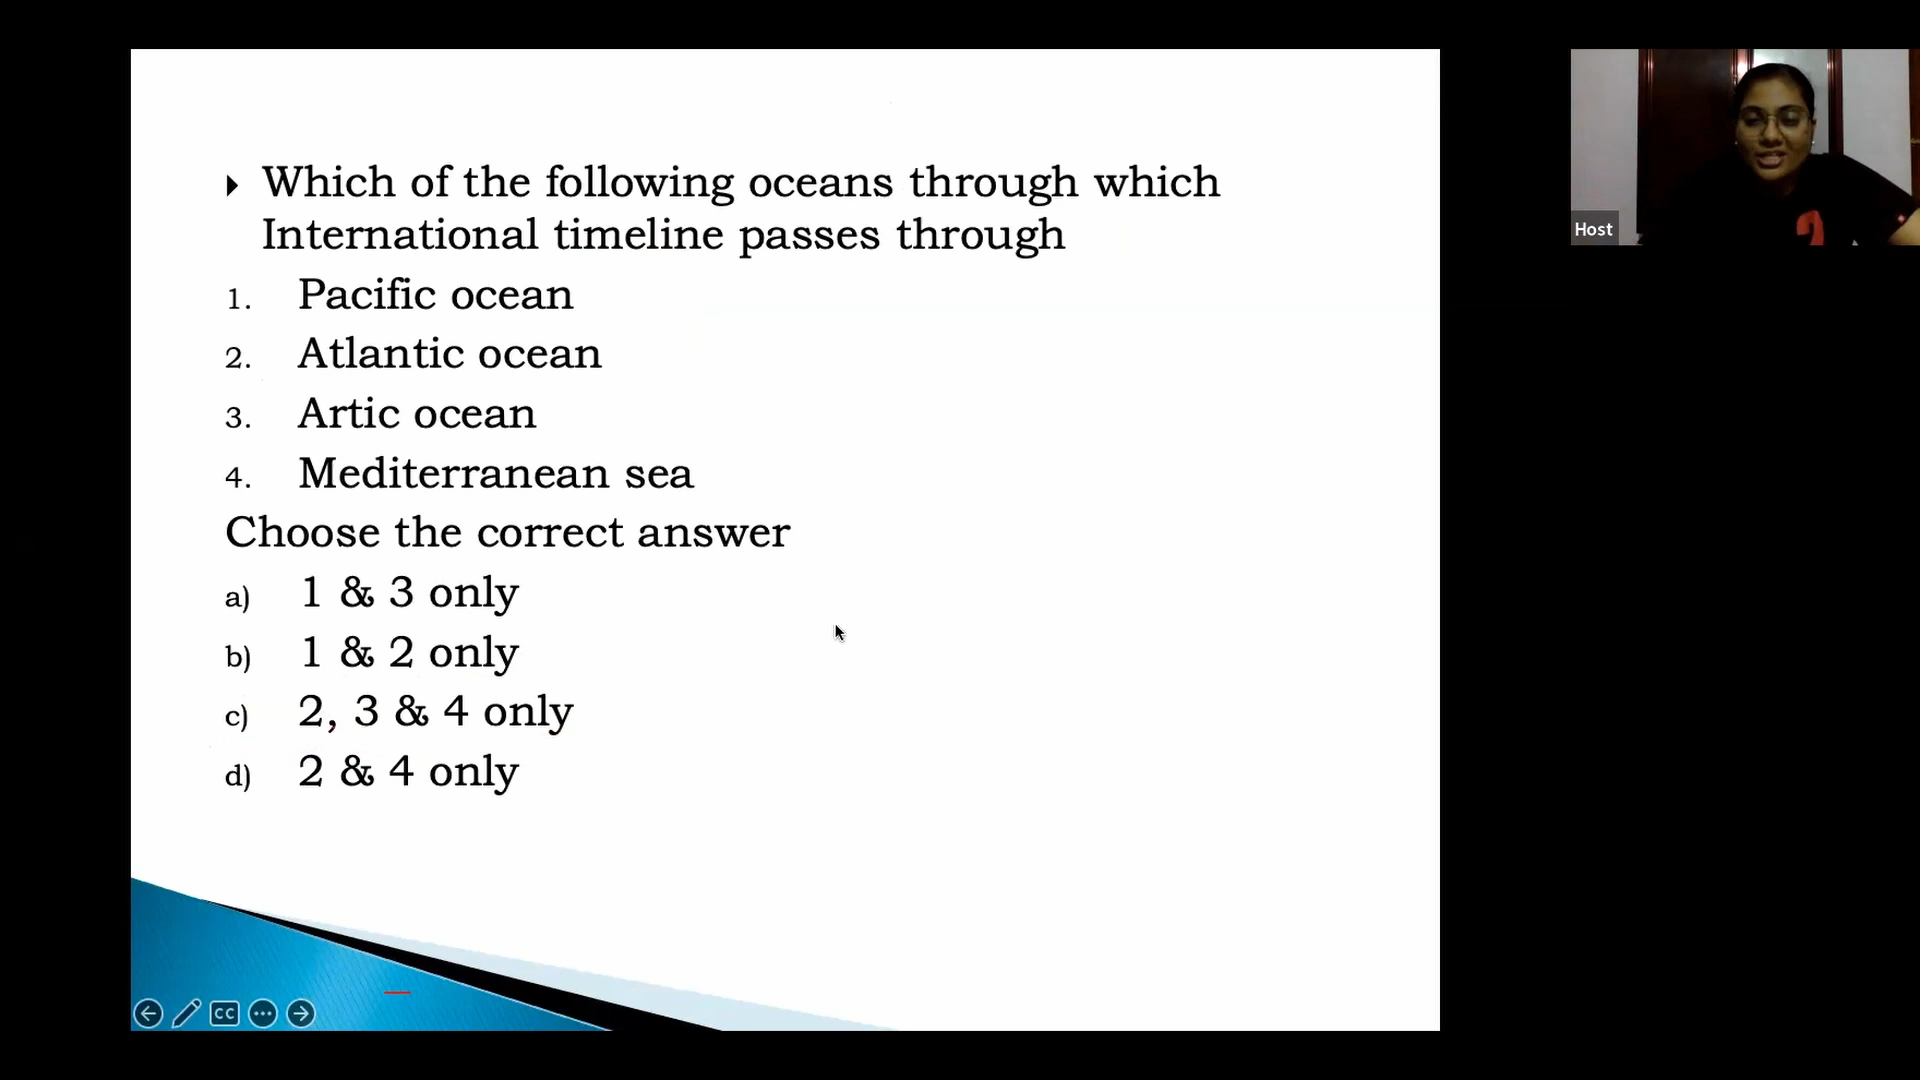 Which of the following oceans through which
International timeline passes through
1. Pacific ocean
2. Atlantic ocean
3. Artic ocean
4. Mediterranean sea
Choose the correct answer
a) 1 & 3 only
b) 1 & 2 only
c) 2, 3 & 4 only
d) 2 & 4 only
Host
CC